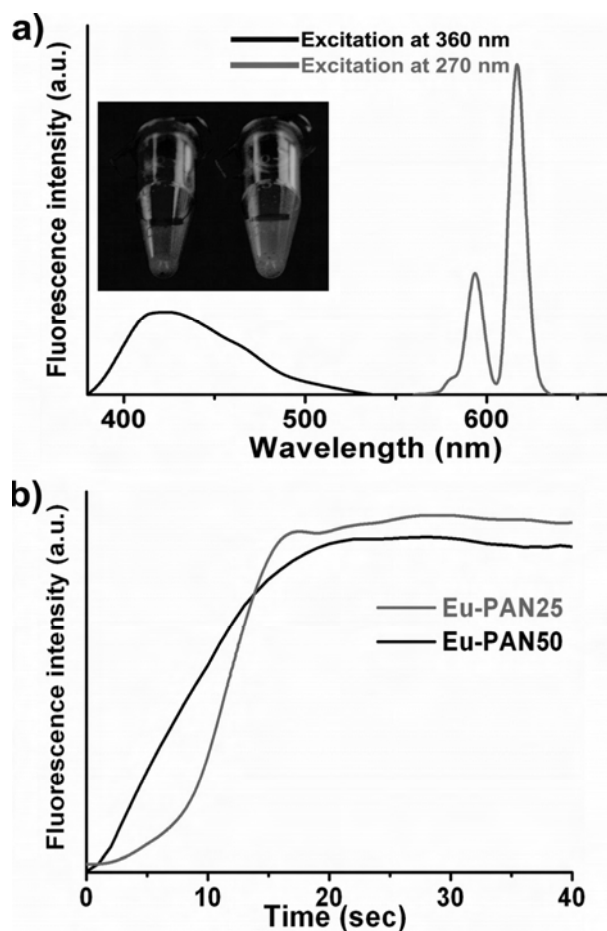 a)
Excitation at 360 nm
Excitation at 270 nm
Fluorescence intensity (a.u.)
400 500 600
Wavelength (nm)
b)
Fluorescence intensity (a.u.)
Eu-PAN25
Eu-PAN50
0 10 20 30 40
Time (sec)